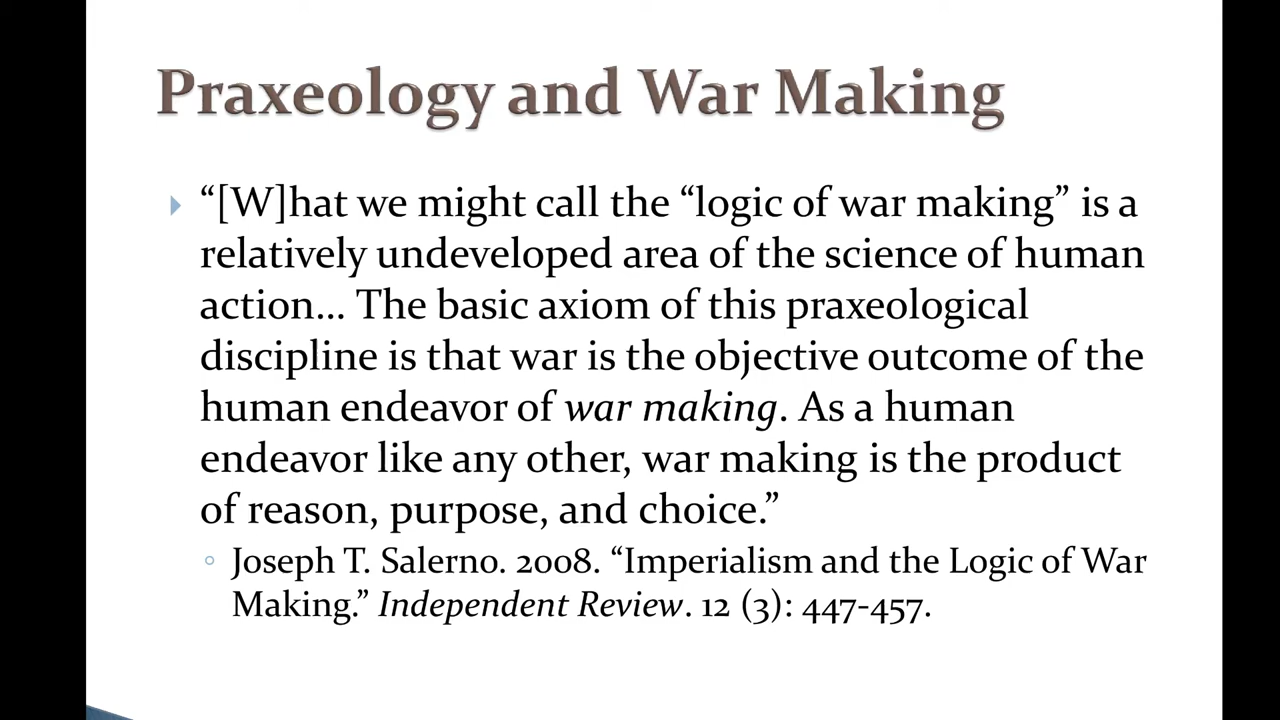 Praxeology and War Making
“[W]hat we might call the “logic of war making” is a
relatively undeveloped area of the science of human
action... The basic axiom of this praxeological
discipline is that war is the objective outcome of the
human endeavor of war making. As a human
endeavor like any other, war making is the product
of reason, purpose, and choice.”
Joseph T. Salerno. 2008. “Imperialism and the Logic of War
Making.” Independent Review. 12 (3): 447-457.